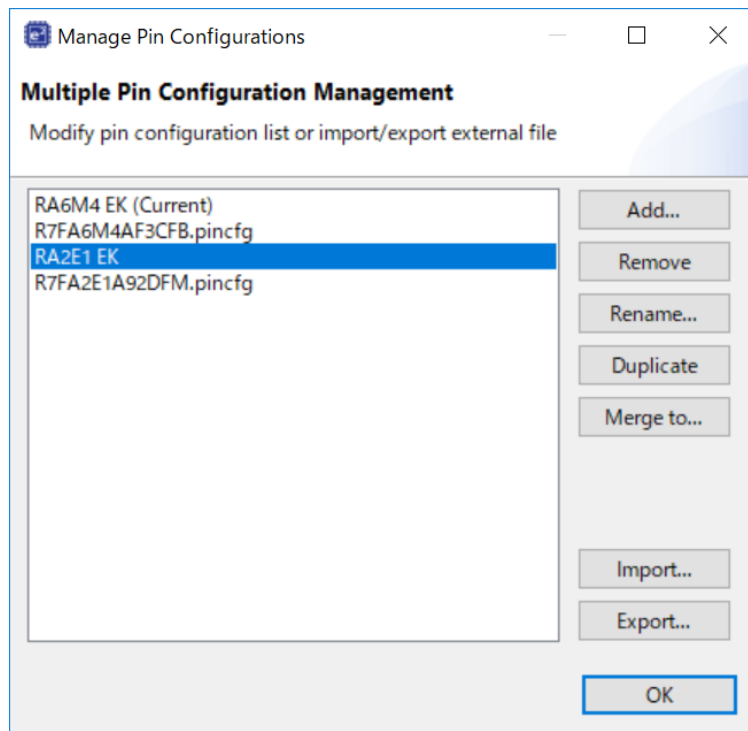 Manage Pin Configurations
Multiple Pin Configuration Management
Modify pin configuration list or import/export external file
RA6M4 EK (Current)
R7FA6M4AF3CFB.pincfg
RA2E1 EK
R7FA2E1A92DFM.pincfg
Add...
Remove
Rename...
Duplicate
Merge to...
Import...
Export...
OK